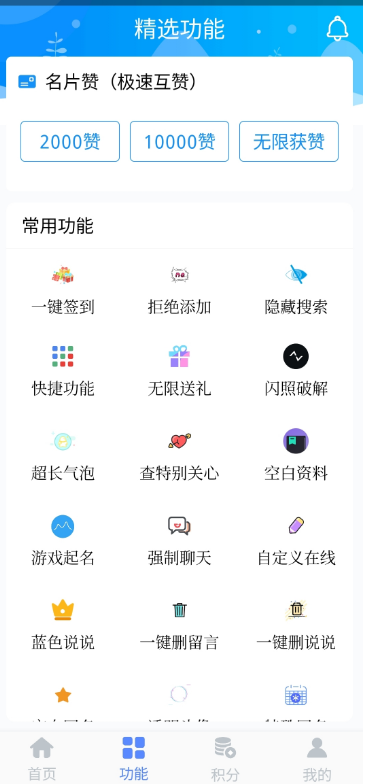 精选功能
名片赞（极速互赞）
2000赞 10000赞 无限获赞
常用功能
一键签到 拒绝添加 隐藏搜索
快捷功能 无限送礼 闪照破解
超长气泡 查特别关心 空白资料
游戏起名 强制聊天 自定义在线
蓝色说说 一键删留言 一键删说说
首页 功能 积分 我的